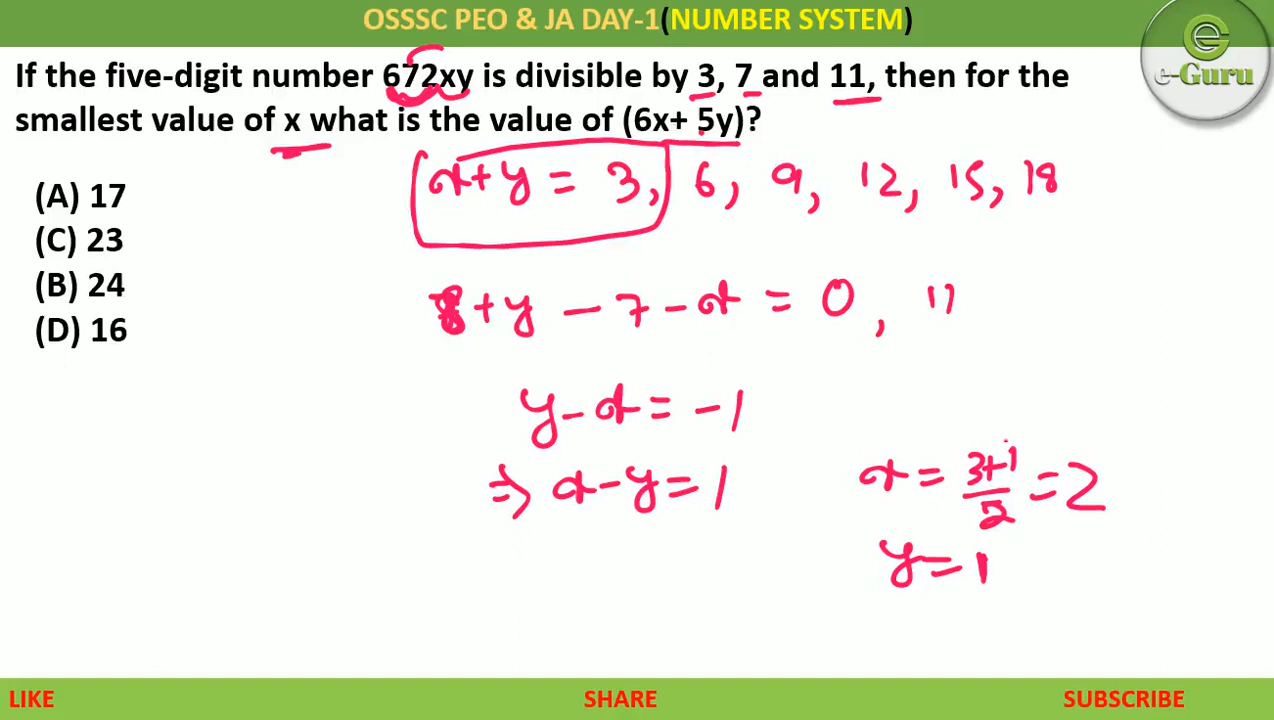 OSSSC PEO & JA DAY-1(NUMBER SYSTEM)
e-Guru
If the five-digit number 672xy is divisible by 3, 7 and 11, then for the
smallest value of x what is the value of (6x+ 5y)?
x+y = 3, 6, 9, 12, 15, 18
(A) 17
(C) 23
(B) 24
(D) 16
8+y - 7 - x = 0, 11
y - x = -1
⇒ x - y = 1
x = 3+1/2 = 2
y = 1
LIKE SHARE SUBSCRIBE